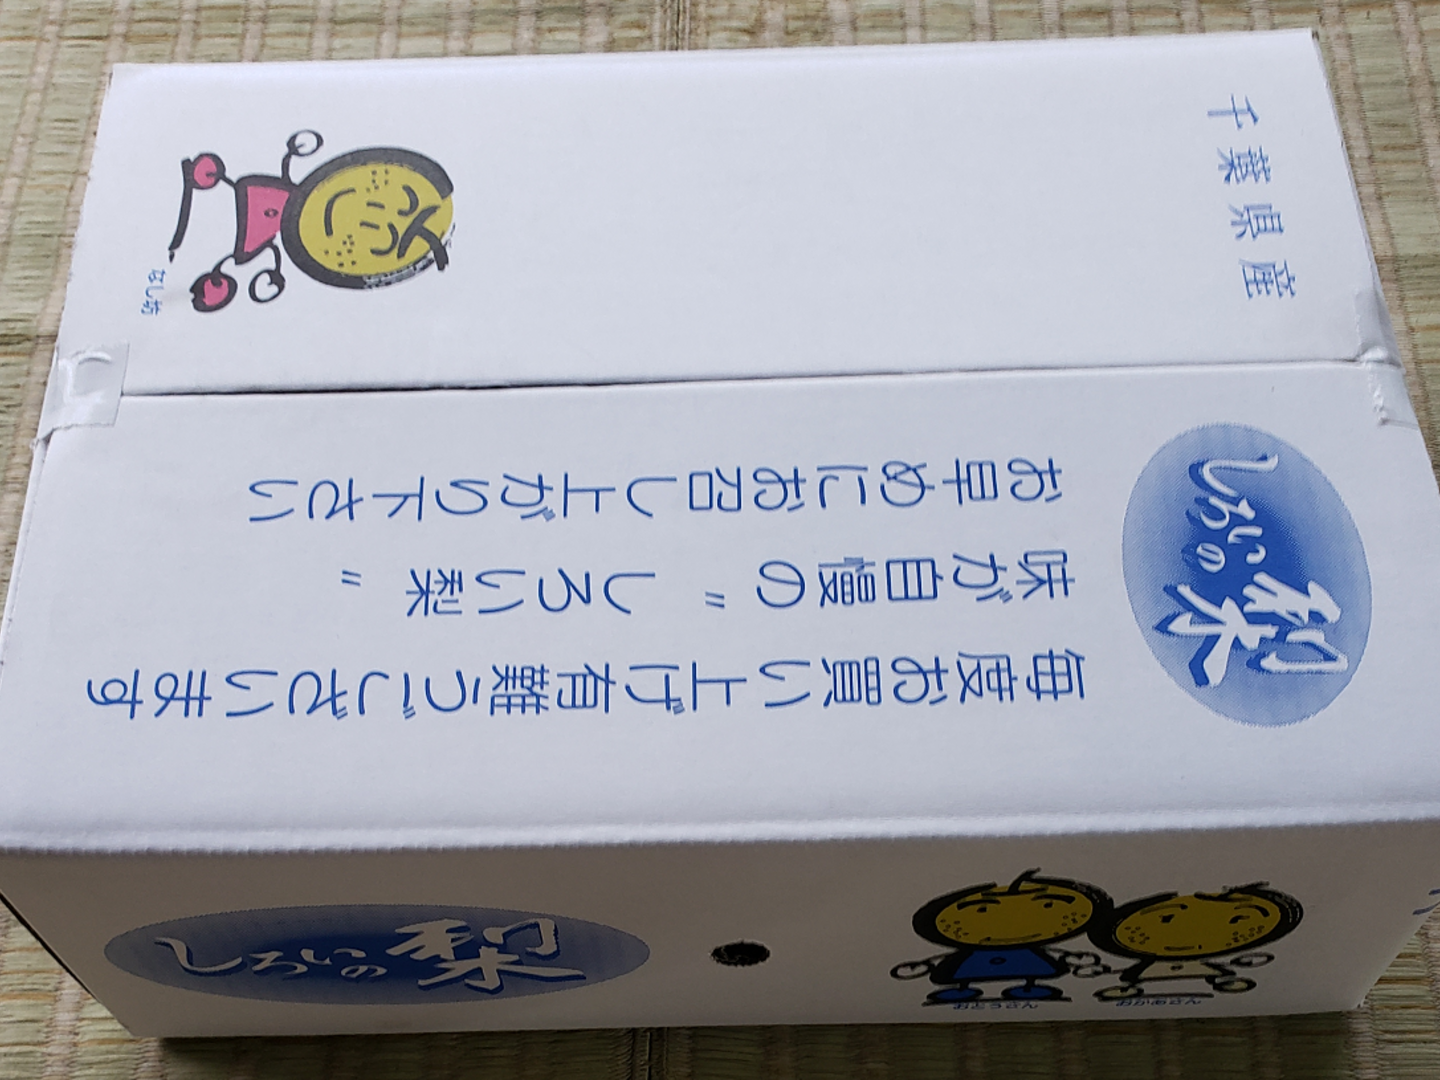 千葉県産
なし坊
しろいの梨
毎度お買い上げ有難うございます
味が自慢の〝しろい梨〟
お早めにお召し上がり下さい
しろいの梨
おとうさん
おかあさん